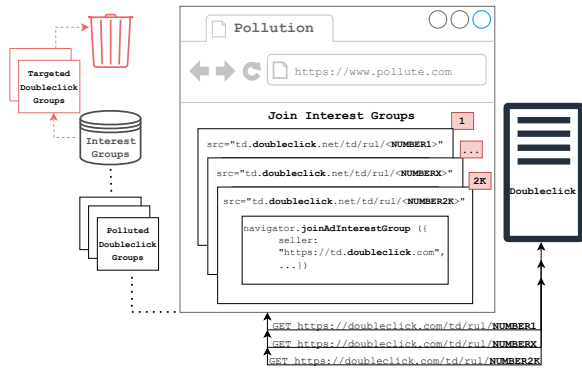 Pollution
https://www.pollute.com
Join Interest Groups
1
src="td.doubleclick.net/td/rul/<NUMBER1>"
...
src="td.doubleclick.net/td/rul/<NUMBERX>"
2K
src="td.doubleclick.net/td/rul/<NUMBER2K>"
navigator.joinAdInterestGroup ({
seller:
"https://td.doubleclick.com",
...})
Targeted
Doubleclick
Groups
Interest
Groups
Polluted
Doubleclick
Groups
Doubleclick
GET https://doubleclick.com/td/rul/NUMBER1
GET https://doubleclick.com/td/rul/NUMBERX
GET https://doubleclick.com/td/rul/NUMBER2K